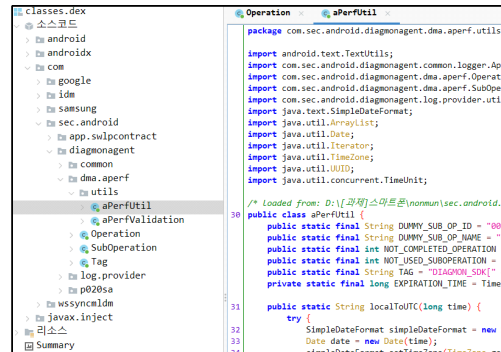 classes.dex
소스코드
android
androidx
com
google
idm
samsung
sec.android
app.swlpcontract
diagmonagent
common
dma.aperf
utils
aPerfUtil
aPerfValidation
Operation
SubOperation
Tag
log.provider
p020sa
wssyncmldm
javax.inject
리소스
Summary
Operation
aPerfUtil
package com.sec.android.diagmonagent.dma.aperf.utils
import android.text.TextUtils;
import com.sec.android.diagmonagent.common.logger.Ap
import com.sec.android.diagmonagent.dma.aperf.Operat
import com.sec.android.diagmonagent.dma.aperf.SubOpe
import com.sec.android.diagmonagent.log.provider.uti
import java.text.SimpleDateFormat;
import java.util.ArrayList;
import java.util.Date;
import java.util.Iterator;
import java.util.TimeZone;
import java.util.UUID;
import java.util.concurrent.TimeUnit;
/* loaded from: D:\[과제]스마트폰\nonmun\sec.android.
30 public class aPerfUtil {
public static final String DUMMY_SUB_OP_ID = "00
public static final String DUMMY_SUB_OP_NAME = "
public static final int NOT_COMPLETED_OPERATION
public static final int NOT_USED_SUBOPERATION =
public static final String TAG = "DIAGMON_SDK["
private static final long EXPIRATION_TIME = Time
31 public static String localToUTC(long time) {
try {
32 SimpleDateFormat simpleDateFormat = new
33 Date date = new Date(time);